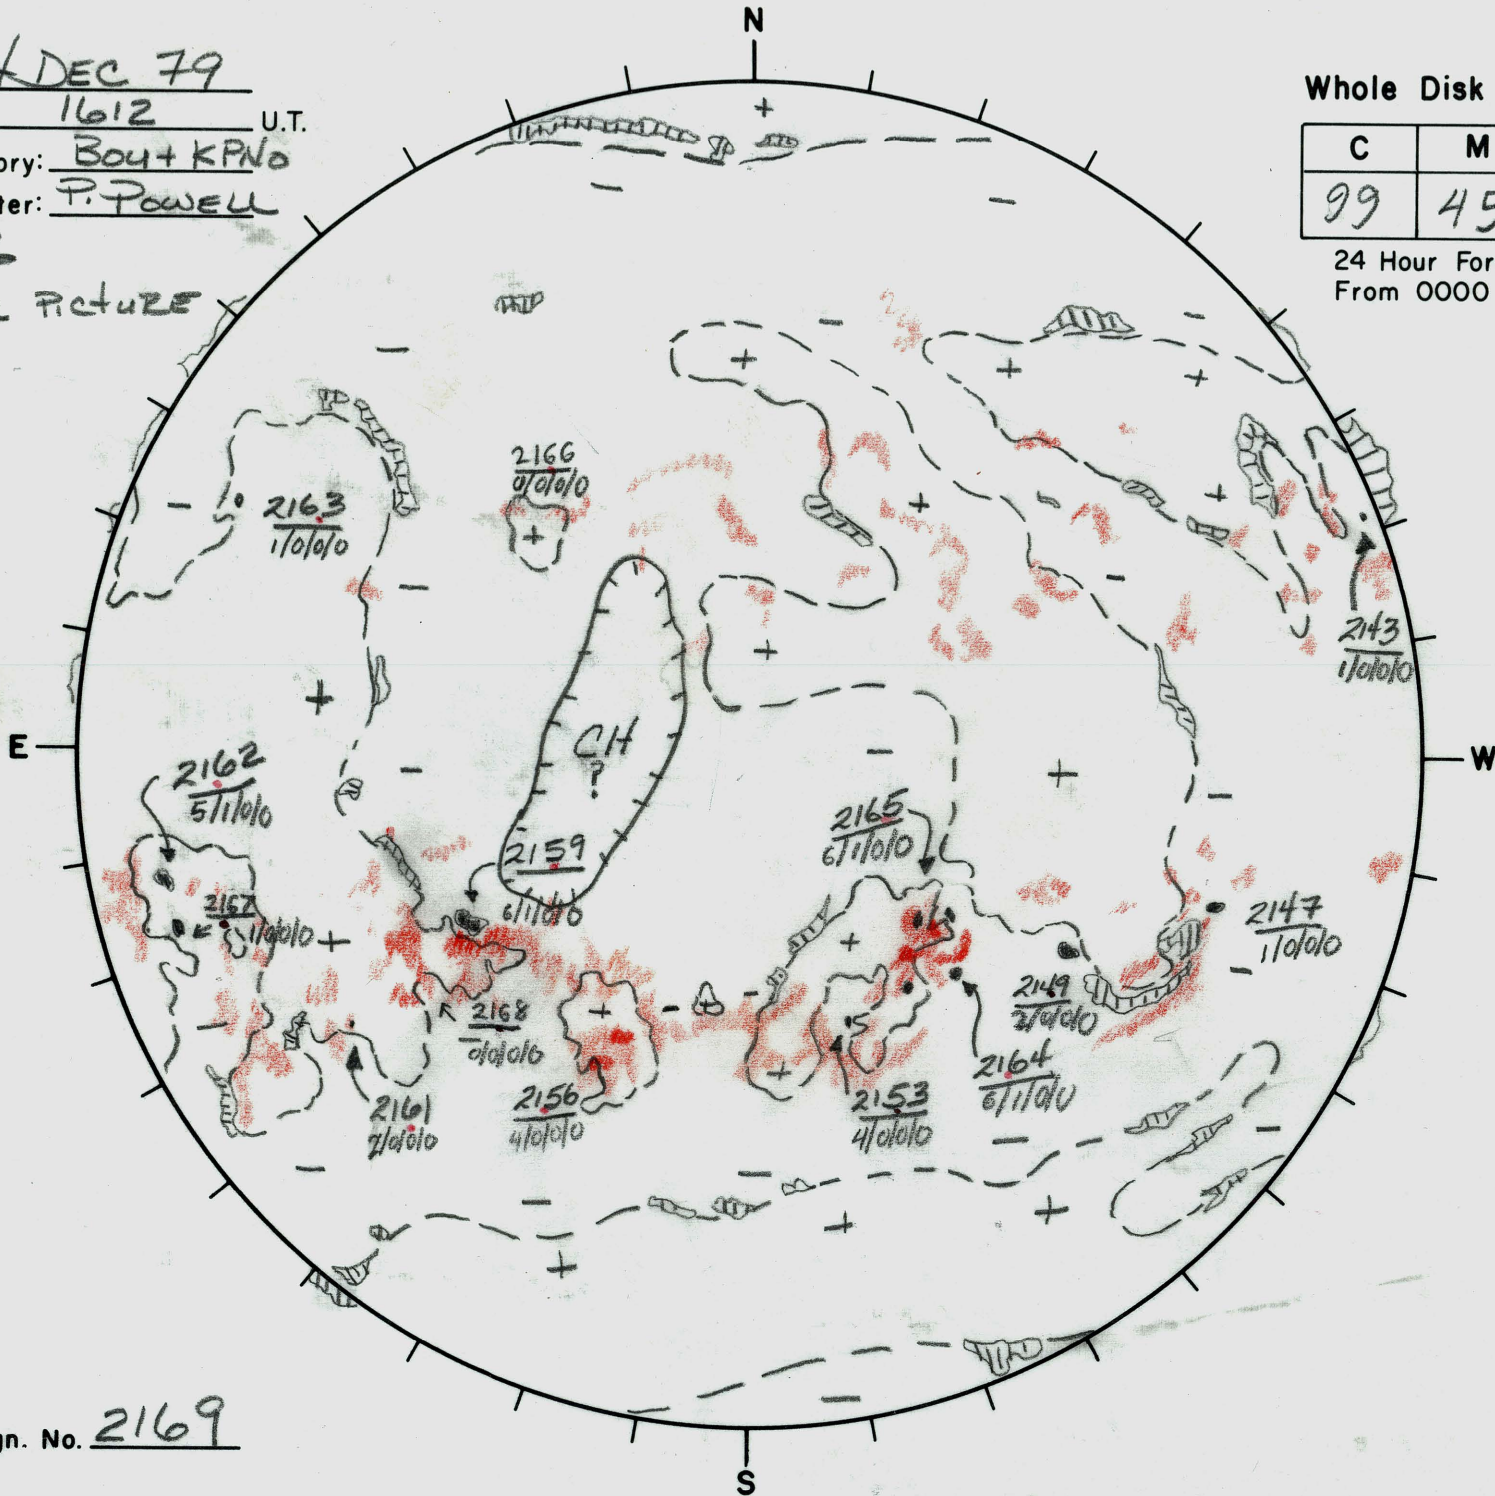 N
DEC 79
1612 U.T.
ory: Bou + KPNO
ter: P. POWELL
PICTURE
Whole Disk
C M
99 45
24 Hour For
From 0000
+
- -
- -
+ + +
- 2166
0/0/0/0
+
- 2163
1/0/0/0
+ - +
- -
2143
1/0/0/0
+ +
CH
?
E
W
2162
5/1/0/0
- - + -
2165
6/1/0/0
2159
6/1/0/0
2167
1/0/0/0
+ +
2147
1/0/0/0
-
2149
2/0/0/0
2168
0/0/0/0
+ - + -
S
- +
2164
6/1/0/0
2161
2/0/0/0
2156
4/0/0/0
2153
4/0/0/0
- -
- - -
+ + +
-
gn. No. 2169
S